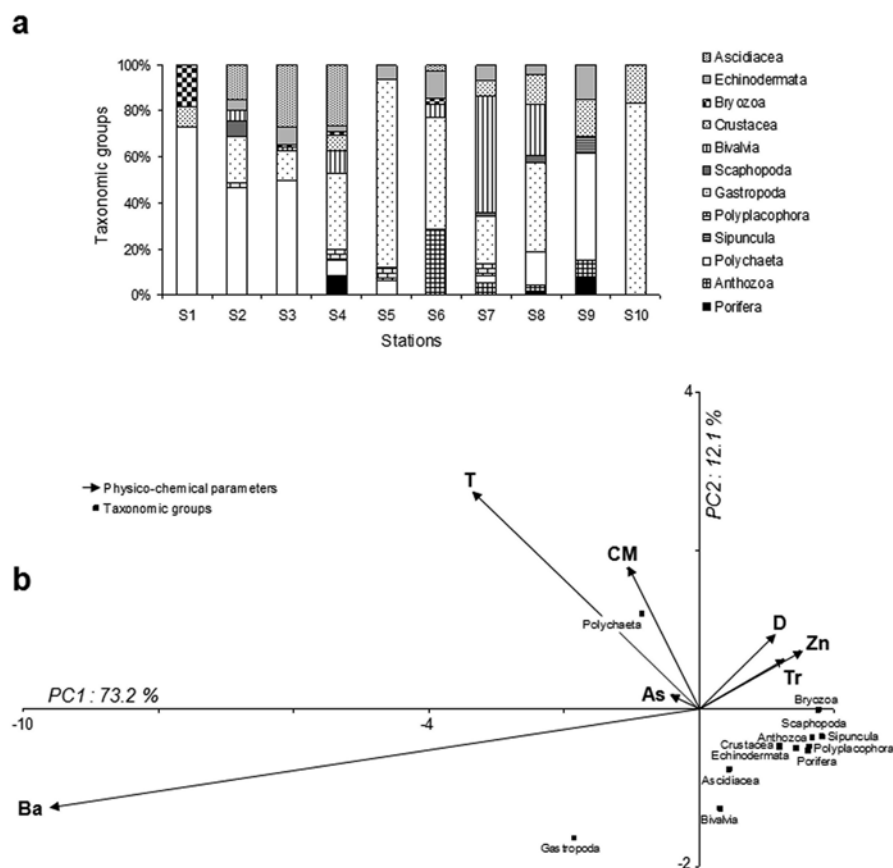 a
100%
80%
60%
40%
20%
0%
Taxonomic groups
S1 S2 S3 S4 S5 S6 S7 S8 S9 S10
Stations
Ascidiacea
Echinodermata
Bryozoa
Crustacea
Bivalvia
Scaphopoda
Gastropoda
Polyplacophora
Sipuncula
Polychaeta
Anthozoa
Porifera
b
Physico-chemical parameters
Taxonomic groups
4
PC2: 12.1 %
T
CM
Polychaeta
D
Zn
Tr
As
PC1: 73.2 %
-10
-4
Bryozoa
Scaphopoda
Anthozoa
Sipuncula
Crustacea
Polyplacophora
Echinodermata
Porifera
Ascidiacea
Ba
Bivalvia
Gastropoda
-2